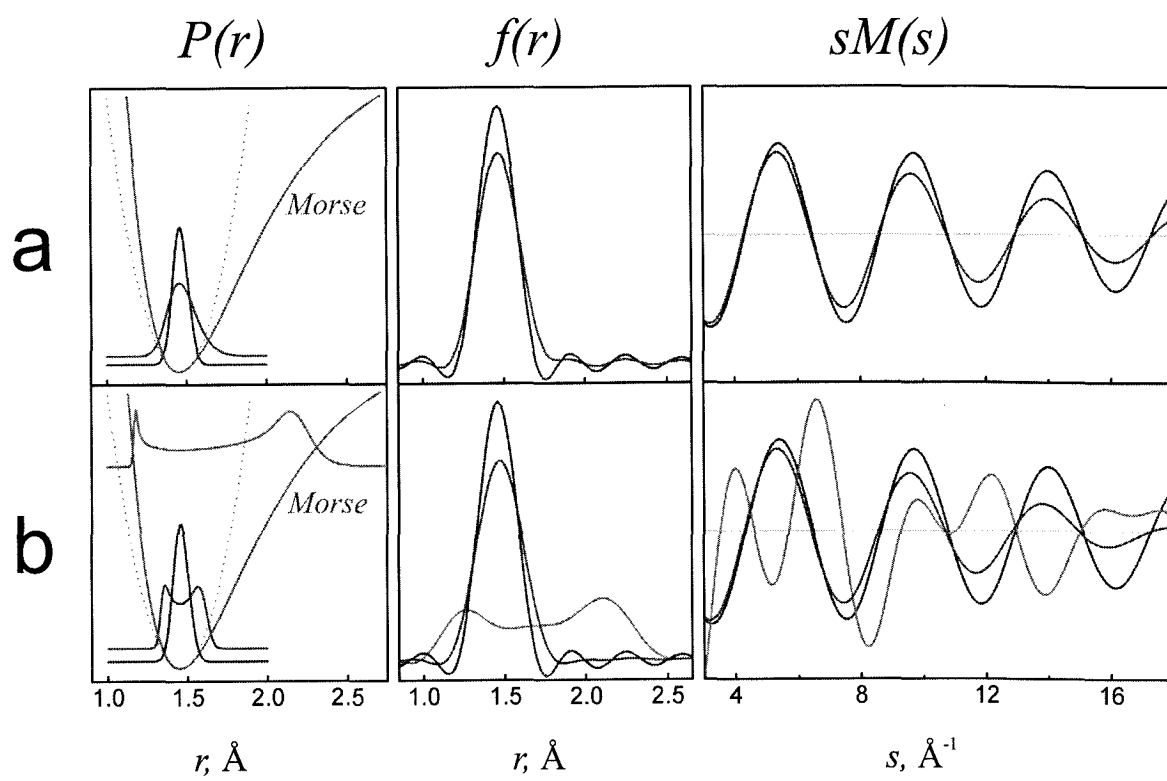 P(r) f(r) sM(s)
a
Morse
b
Morse
1.0 1.5 2.0 2.5 1.0 1.5 2.0 2.5 4 8 12 16
r, Å r, Å s, Å⁻¹